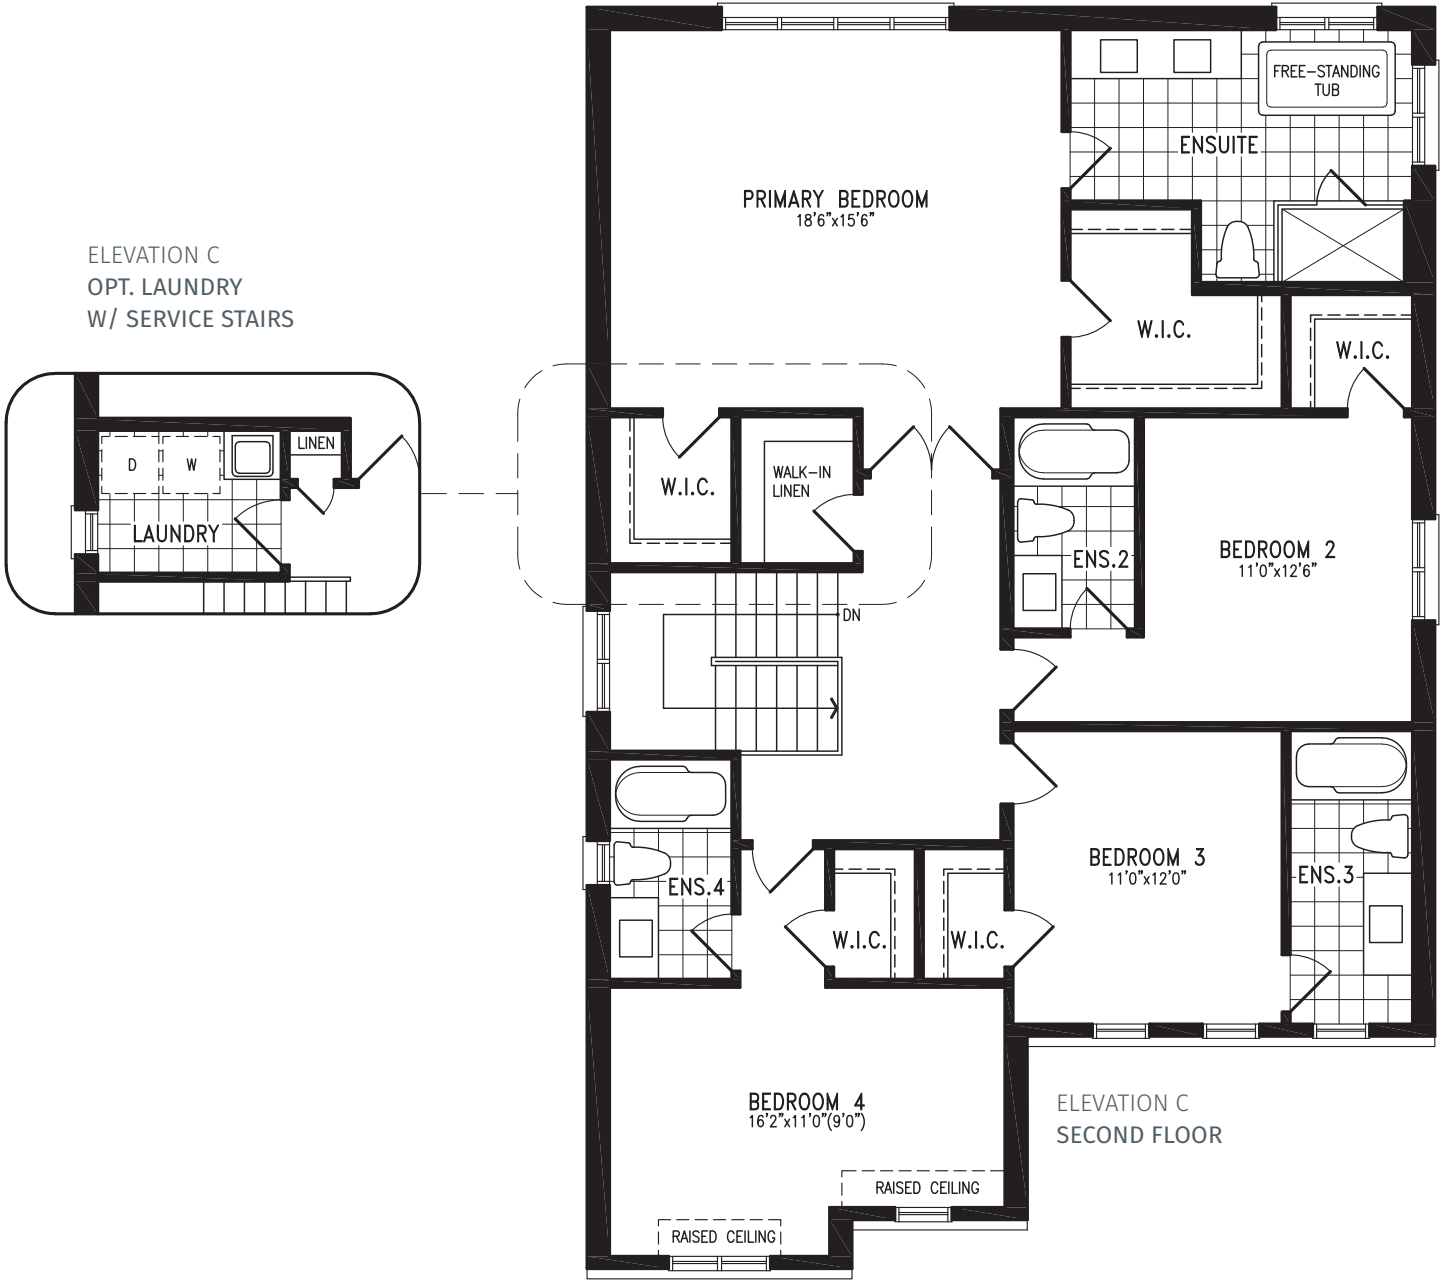 FREE-STANDING
TUB
ENSUITE
PRIMARY BEDROOM
18'6"x15'6"
ELEVATION C
OPT. LAUNDRY
W/ SERVICE STAIRS
W.I.C.
W.I.C.
LINEN
D
W
LAUNDRY
W.I.C.
WALK-IN
LINEN
ENS.2
BEDROOM 2
11'0"x12'6"
DN
BEDROOM 3
11'0"x12'0"
ENS.3
ENS.4
W.I.C.
W.I.C.
BEDROOM 4
16'2"x11'0"(9'0")
ELEVATION C
SECOND FLOOR
RAISED CEILING
RAISED CEILING